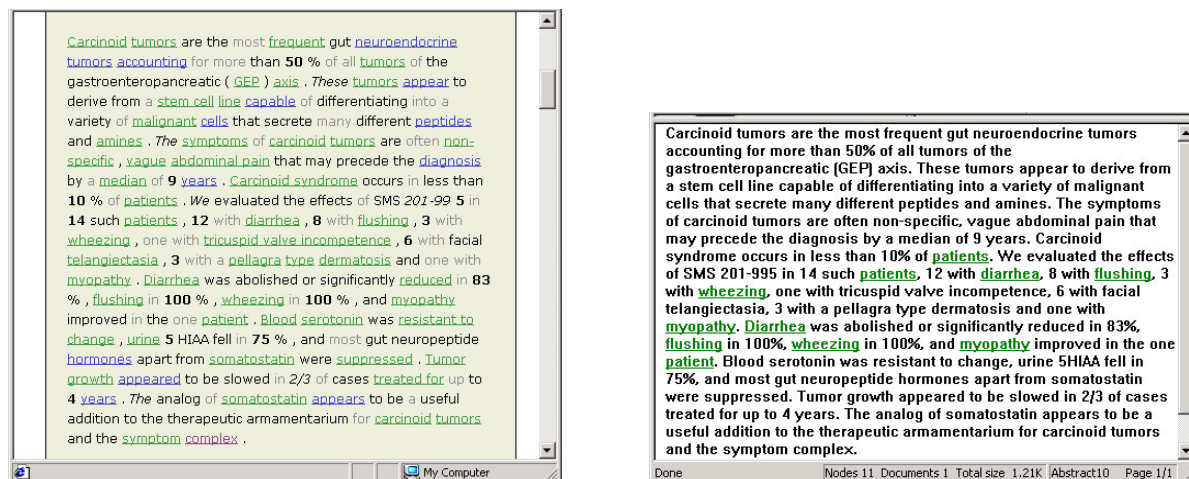 Carcinoid tumors are the most frequent gut neuroendocrine
tumors accounting for more than 50 % of all tumors of the
gastroenteropancreatic ( GEP ) axis . These tumors appear to
derive from a stem cell line capable of differentiating into a
variety of malignant cells that secrete many different peptides
and amines . The symptoms of carcinoid tumors are often non-
specific , vague abdominal pain that may precede the diagnosis
by a median of 9 years . Carcinoid syndrome occurs in less than
10 % of patients . We evaluated the effects of SMS 201-99 5 in
14 such patients , 12 with diarrhea , 8 with flushing , 3 with
wheezing , one with tricuspid valve incompetence , 6 with facial
telangiectasia , 3 with a pellagra type dermatosis and one with
myopathy . Diarrhea was abolished or significantly reduced in 83
% , flushing in 100 % , wheezing in 100 % , and myopathy
improved in the one patient . Blood serotonin was resistant to
change , urine 5 HIAA fell in 75 % , and most gut neuropeptide
hormones apart from somatostatin were suppressed . Tumor
growth appeared to be slowed in 2/3 of cases treated for up to
4 years . The analog of somatostatin appears to be a useful
addition to the therapeutic armamentarium for carcinoid tumors
and the symptom complex .
My Computer
Carcinoid tumors are the most frequent gut neuroendocrine tumors
accounting for more than 50% of all tumors of the
gastroenteropancreatic (GEP) axis. These tumors appear to derive from
a stem cell line capable of differentiating into a variety of malignant
cells that secrete many different peptides and amines. The symptoms
of carcinoid tumors are often non-specific, vague abdominal pain that
may precede the diagnosis by a median of 9 years. Carcinoid
syndrome occurs in less than 10% of patients. We evaluated the effects
of SMS 201-995 in 14 such patients, 12 with diarrhea, 8 with flushing, 3
with wheezing, one with tricuspid valve incompetence, 6 with facial
telangiectasia, 3 with a pellagra type dermatosis and one with
myopathy. Diarrhea was abolished or significantly reduced in 83%,
flushing in 100%, wheezing in 100%, and myopathy improved in the one
patient. Blood serotonin was resistant to change, urine 5HIAA fell in
75%, and most gut neuropeptide hormones apart from somatostatin
were suppressed. Tumor growth appeared to be slowed in 2/3 of cases
treated for up to 4 years. The analog of somatostatin appears to be a
useful addition to the therapeutic armamentarium for carcinoid tumors
and the symptom complex.
Done Nodes 11 Documents 1 Total size 1.21K Abstract10 Page 1/1